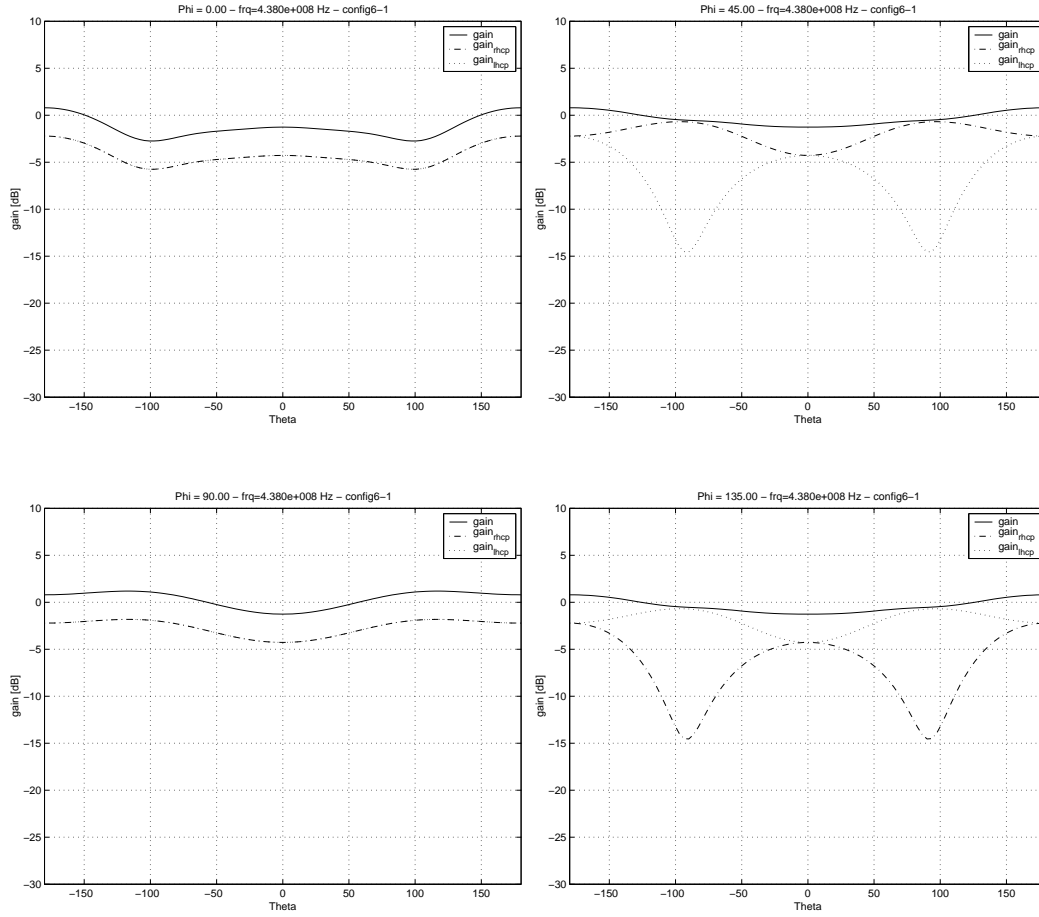 Phi = 0.00 − frq=4.380e+008 Hz − config6−1
gain
gain_rhcp
gain_lhcp
gain [dB]
10
5
0
−5
−10
−15
−20
−25
−30
−150 −100 −50 0 50 100 150
Theta
Phi = 45.00 − frq=4.380e+008 Hz − config6−1
gain
gain_rhcp
gain_lhcp
gain [dB]
10
5
0
−5
−10
−15
−20
−25
−30
−150 −100 −50 0 50 100 150
Theta
Phi = 90.00 − frq=4.380e+008 Hz − config6−1
gain
gain_rhcp
gain_lhcp
gain [dB]
10
5
0
−5
−10
−15
−20
−25
−30
−150 −100 −50 0 50 100 150
Theta
Phi = 135.00 − frq=4.380e+008 Hz − config6−1
gain
gain_rhcp
gain_lhcp
gain [dB]
10
5
0
−5
−10
−15
−20
−25
−30
−150 −100 −50 0 50 100 150
Theta